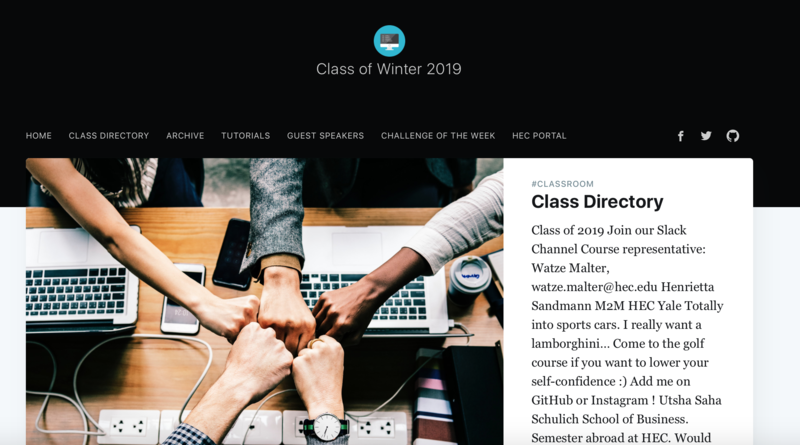 Class of Winter 2019
HOME CLASS DIRECTORY ARCHIVE TUTORIALS GUEST SPEAKERS CHALLENGE OF THE WEEK HEC PORTAL
#CLASSROOM
Class Directory
Class of 2019 Join our Slack
Channel Course representative:
Watze Malter,
watze.malter@hec.edu Henrietta
Sandmann M2M HEC Yale Totally
into sports cars. I really want a
lamborghini... Come to the golf
course if you want to lower your
self-confidence :) Add me on
GitHub or Instagram ! Utsha Saha
Schulich School of Business.
Semester abroad at HEC. Would